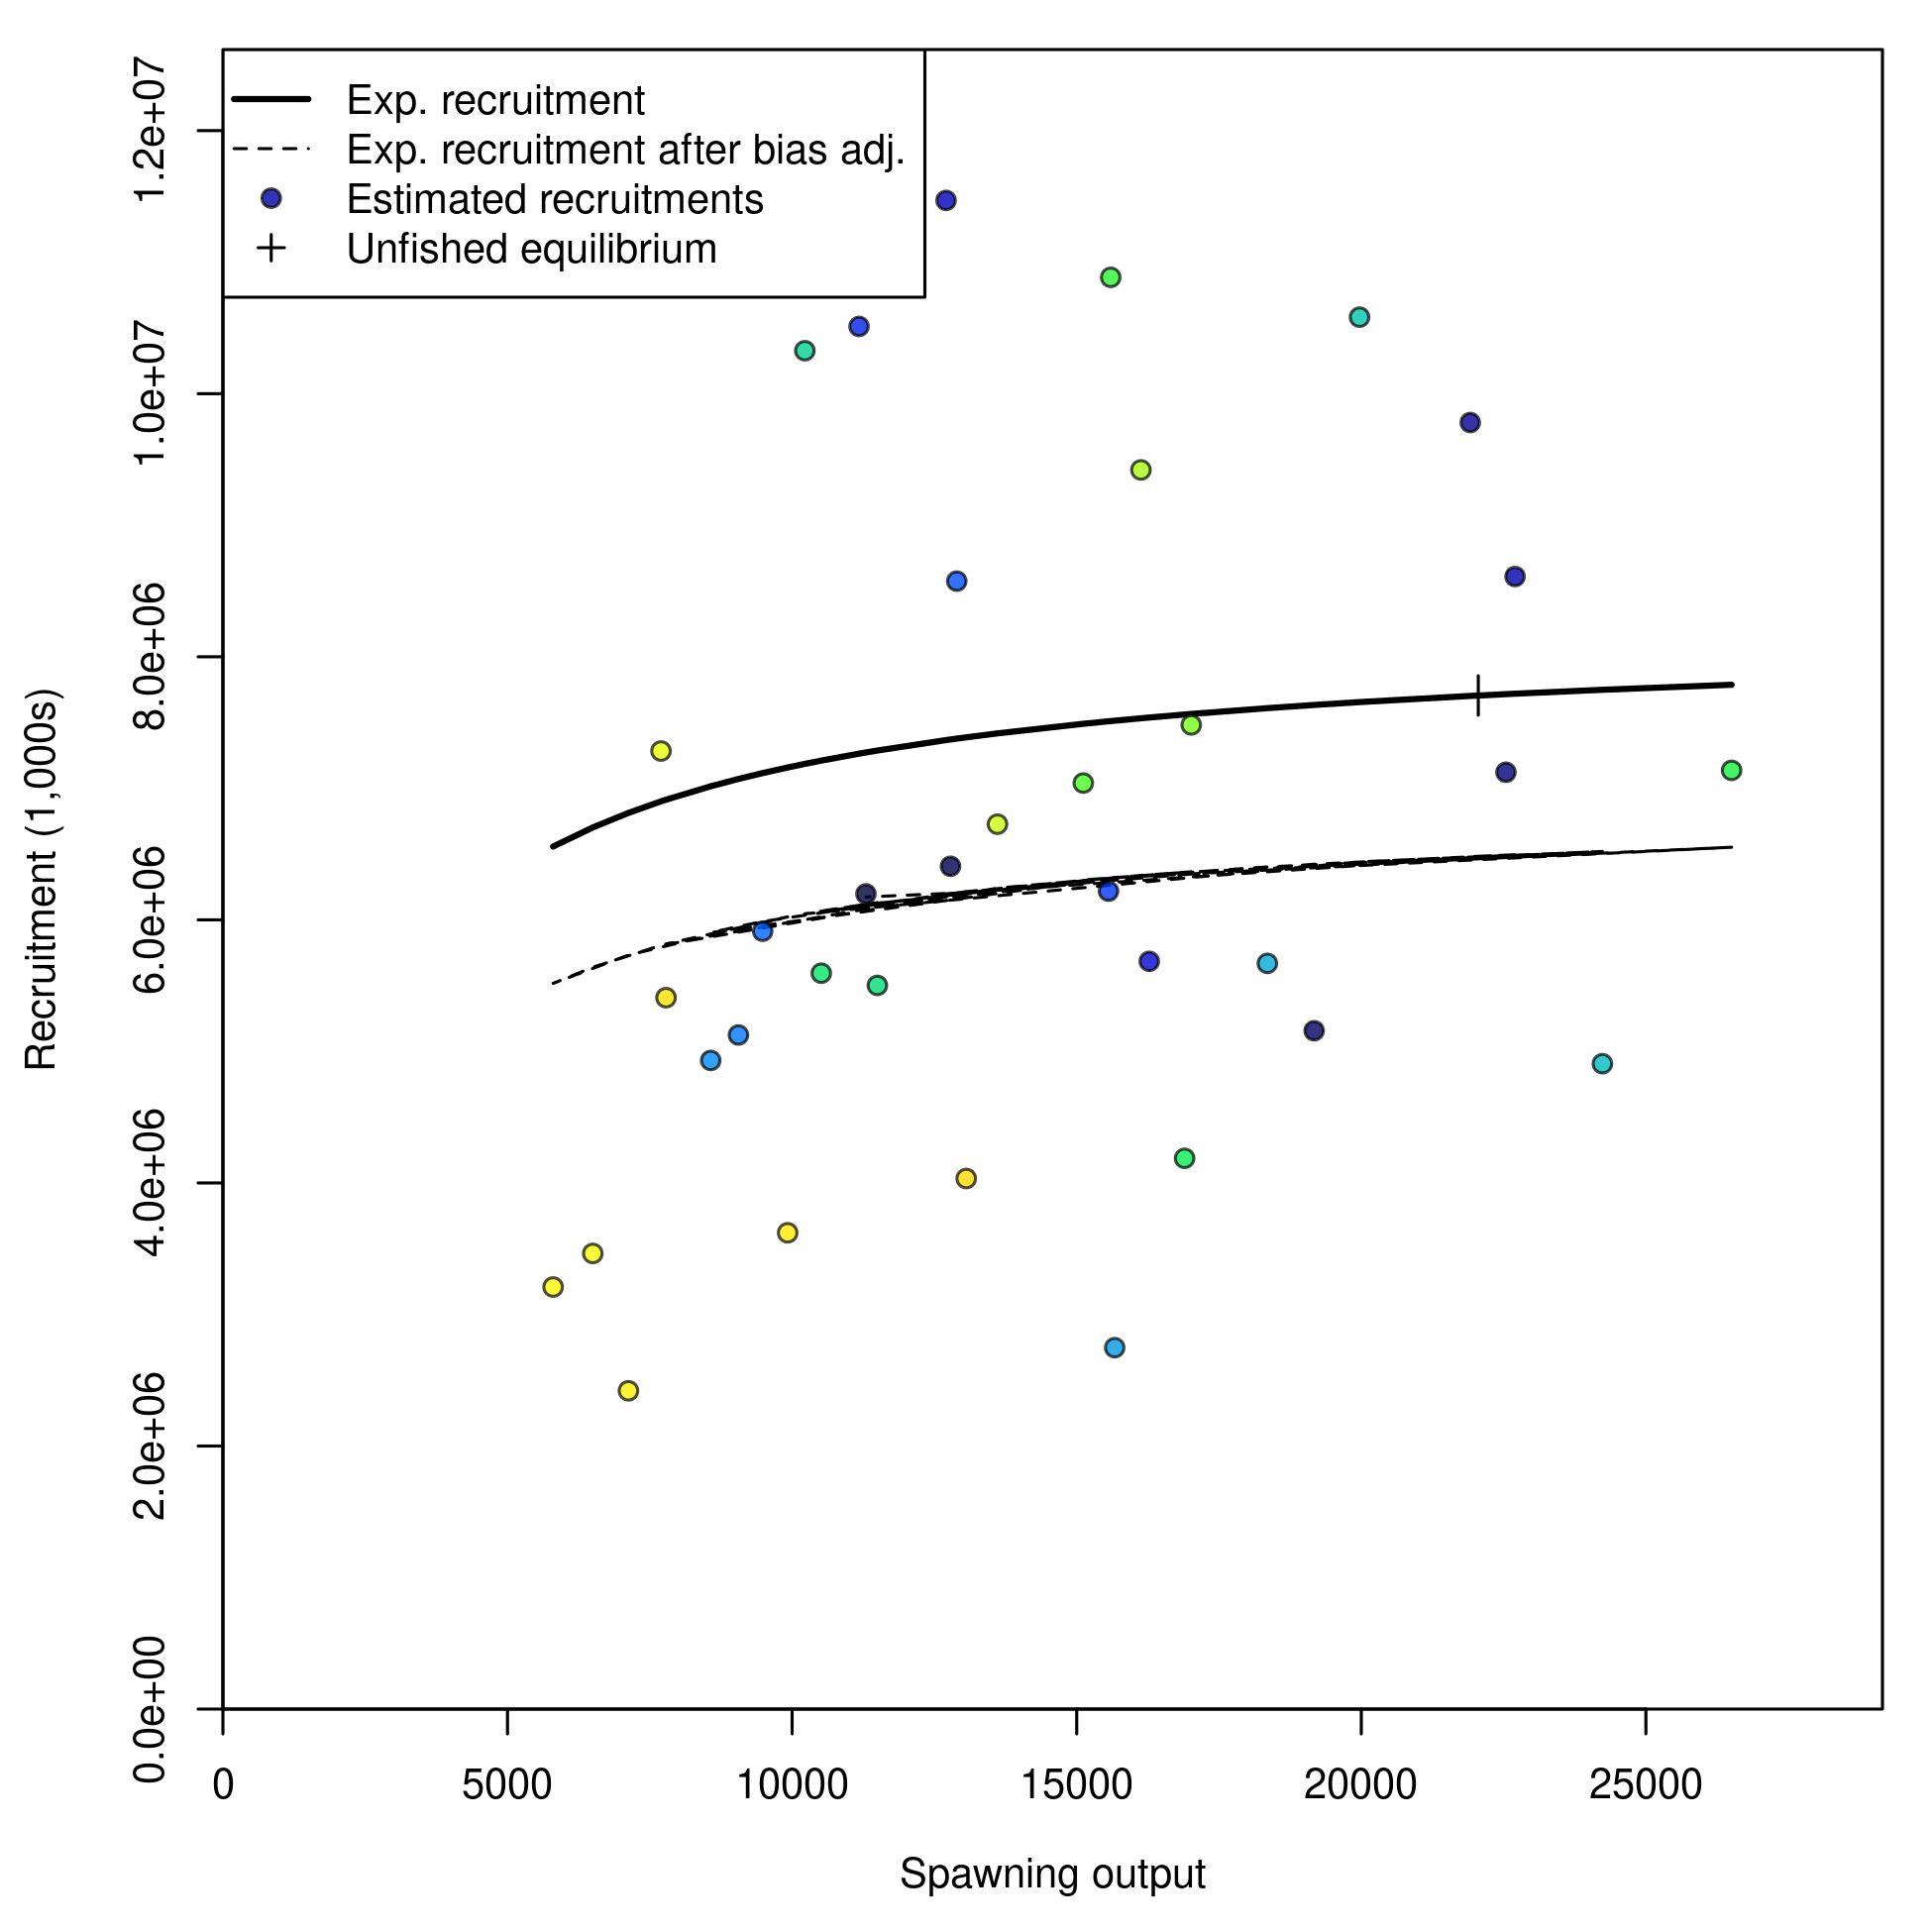 Exp. recruitment
Exp. recruitment after bias adj.
Estimated recruitments
Unfished equilibrium
Recruitment (1,000s)
1.2e+07
1.0e+07
8.0e+06
6.0e+06
4.0e+06
2.0e+06
0.0e+00
0 5000 10000 15000 20000 25000
Spawning output